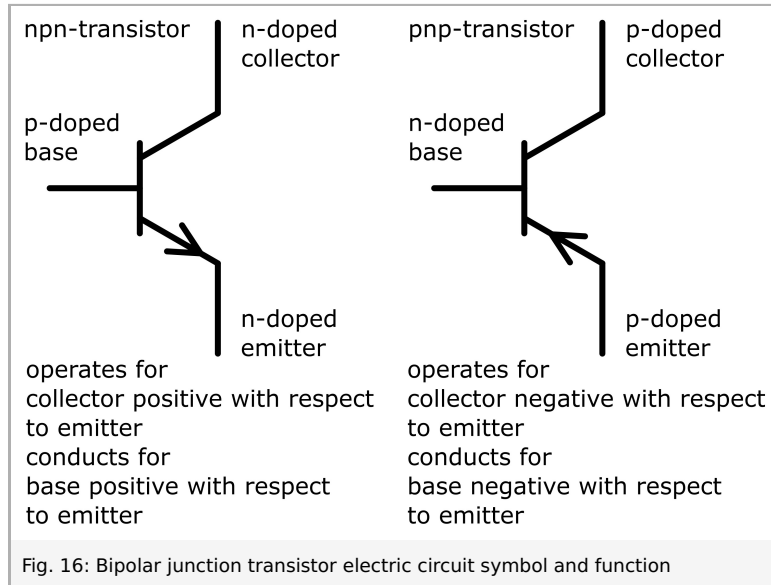 npn-transistor
n-doped
collector
p-doped
base
n-doped
emitter
operates for
collector positive with respect
to emitter
conducts for
base positive with respect
to emitter
pnp-transistor
p-doped
collector
n-doped
base
p-doped
emitter
operates for
collector negative with respect
to emitter
conducts for
base negative with respect
to emitter
Fig. 16: Bipolar junction transistor electric circuit symbol and function